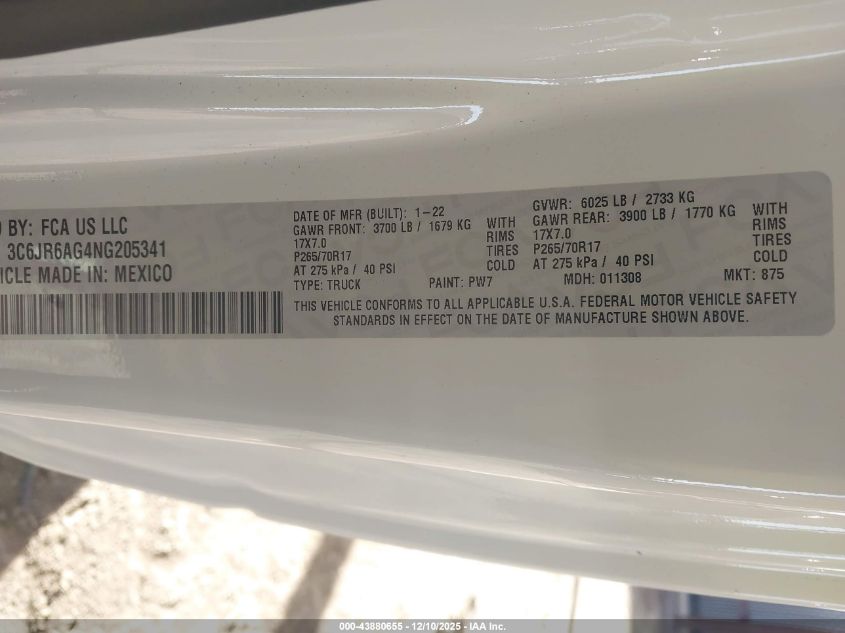 BY: FCA US LLC
3C6JR6AG4NG205341
MADE IN: MEXICO
DATE OF MFR (BUILT): 1-22
GAWR FRONT: 3700 LB / 1679 KG WITH
17X7.0 RIMS
P265/70R17 TIRES
AT 275 kPa / 40 PSI COLD
TYPE: TRUCK PAINT: PW7
GVWR: 6025 LB / 2733 KG
GAWR REAR: 3900 LB / 1770 KG WITH
17X7.0 RIMS
P265/70R17 TIRES
AT 275 kPa / 40 PSI COLD
MDH: 011308 MKT: 875
THIS VEHICLE CONFORMS TO ALL APPLICABLE U.S.A. FEDERAL MOTOR VEHICLE SAFETY
STANDARDS IN EFFECT ON THE DATE OF MANUFACTURE SHOWN ABOVE.
000-43880655 - 12/10/2025 - IAA Inc.